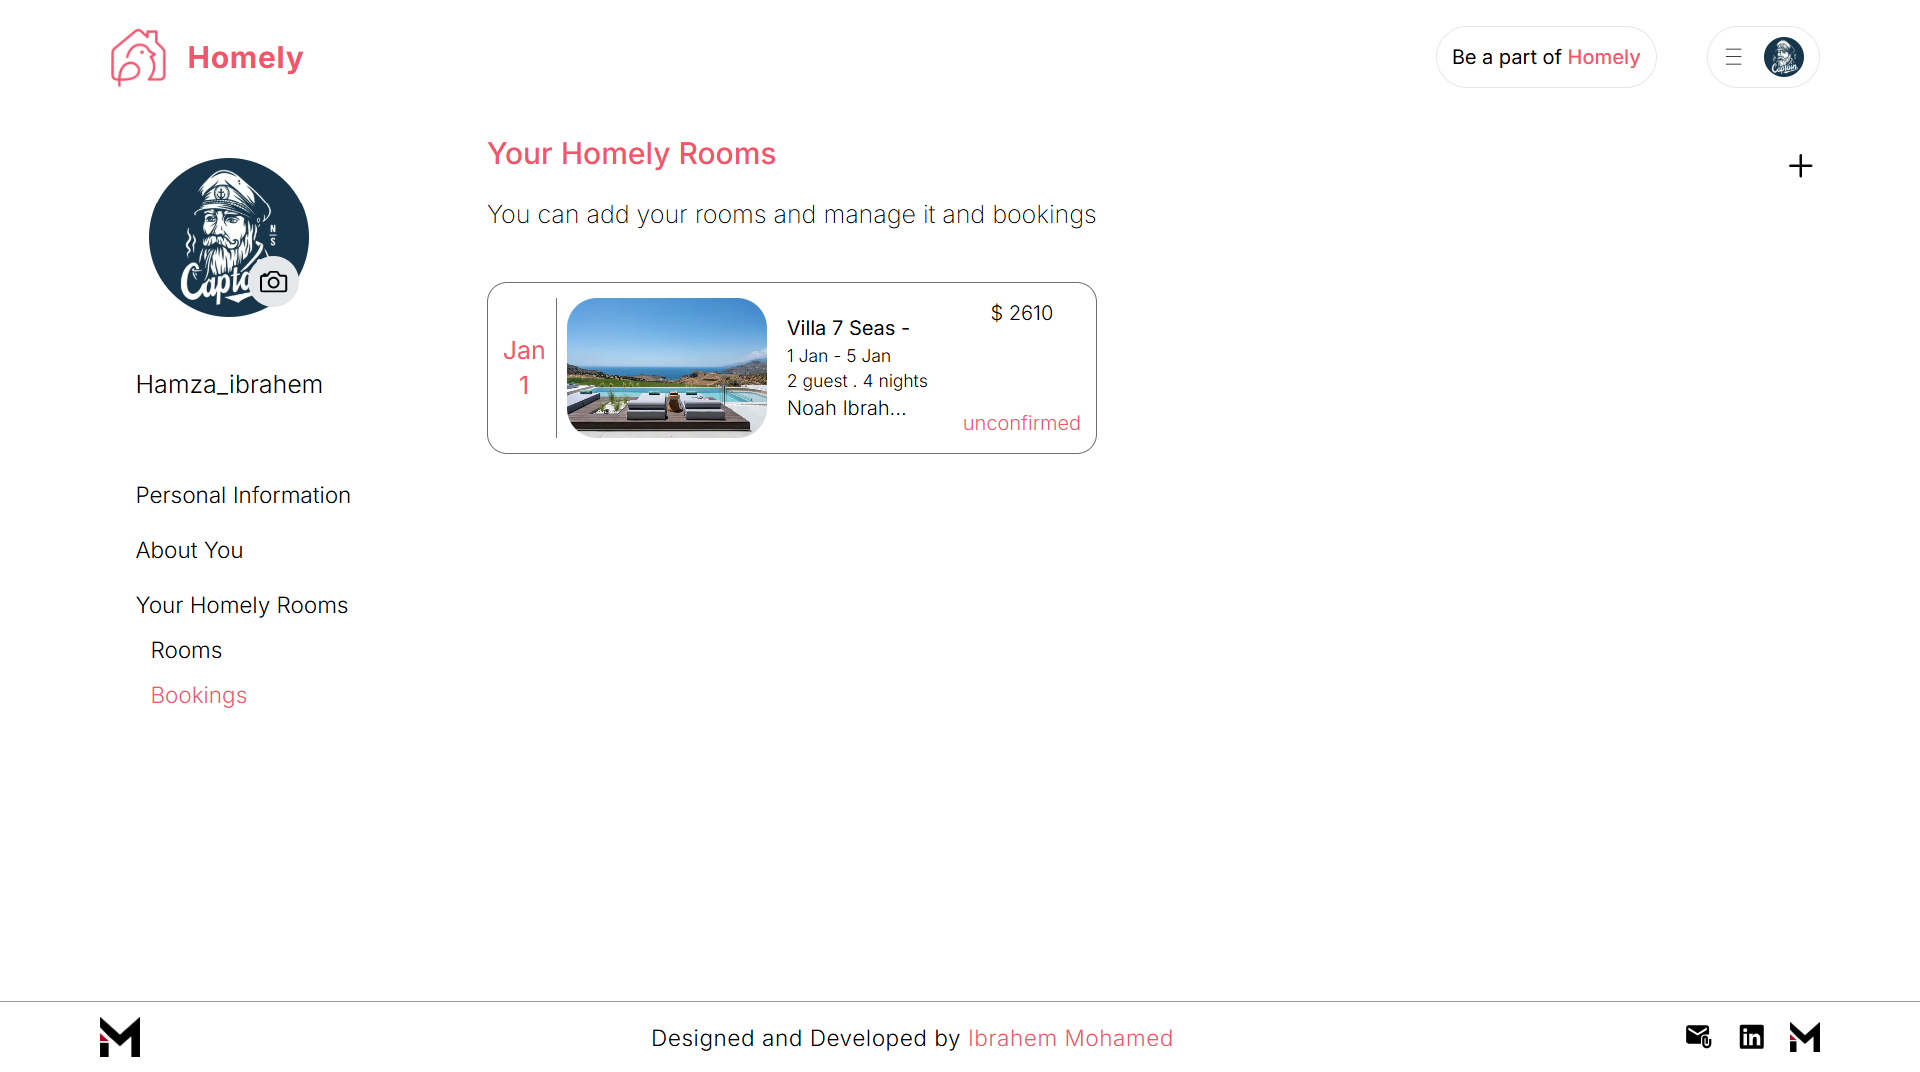 Homely
Be a part of Homely
Captain
Your Homely Rooms
You can add your rooms and manage it and bookings
N
S
Hamza_ibrahem
Jan
1
Villa 7 Seas -
1 Jan - 5 Jan
2 guest . 4 nights
Noah Ibrah...
$ 2610
unconfirmed
Personal Information
About You
Your Homely Rooms
Rooms
Bookings
Designed and Developed by Ibrahem Mohamed
in